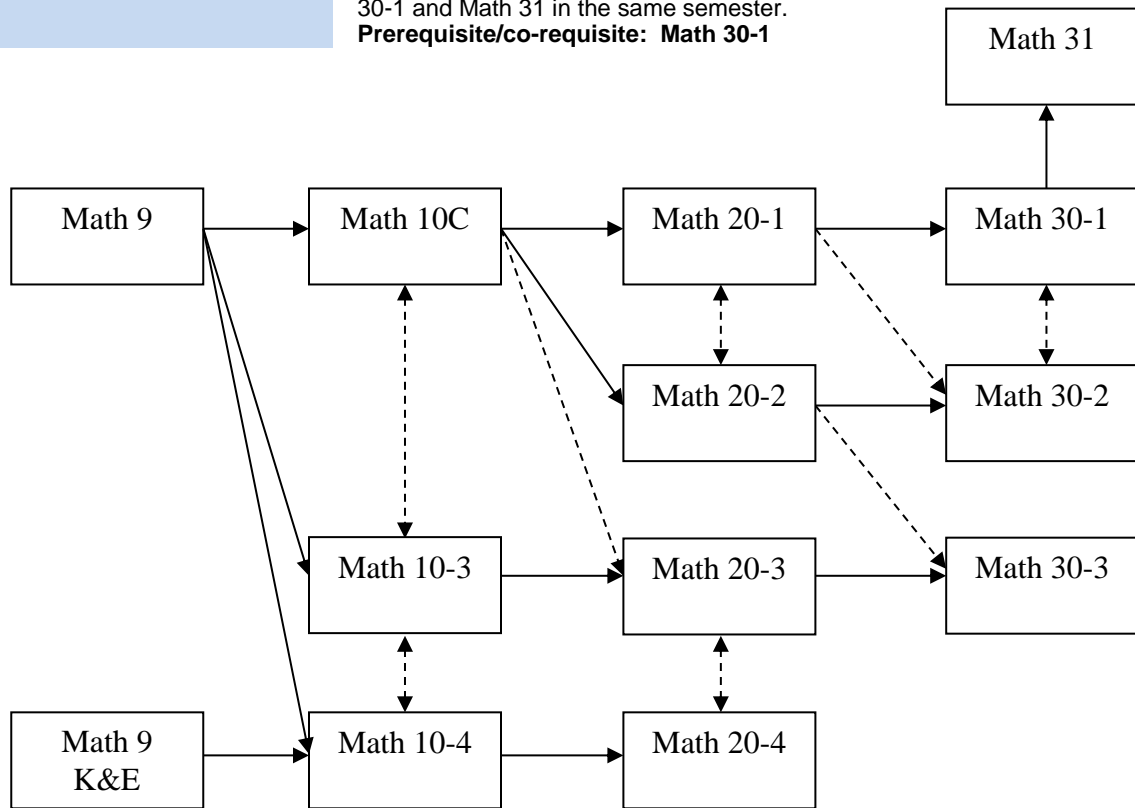 30-1 and Math 31 in the same semester.
Prerequisite/co-requisite: Math 30-1
Math 31
Math 9
Math 10C
Math 20-1
Math 30-1
Math 20-2
Math 30-2
Math 10-3
Math 20-3
Math 30-3
Math 9
K&E
Math 10-4
Math 20-4